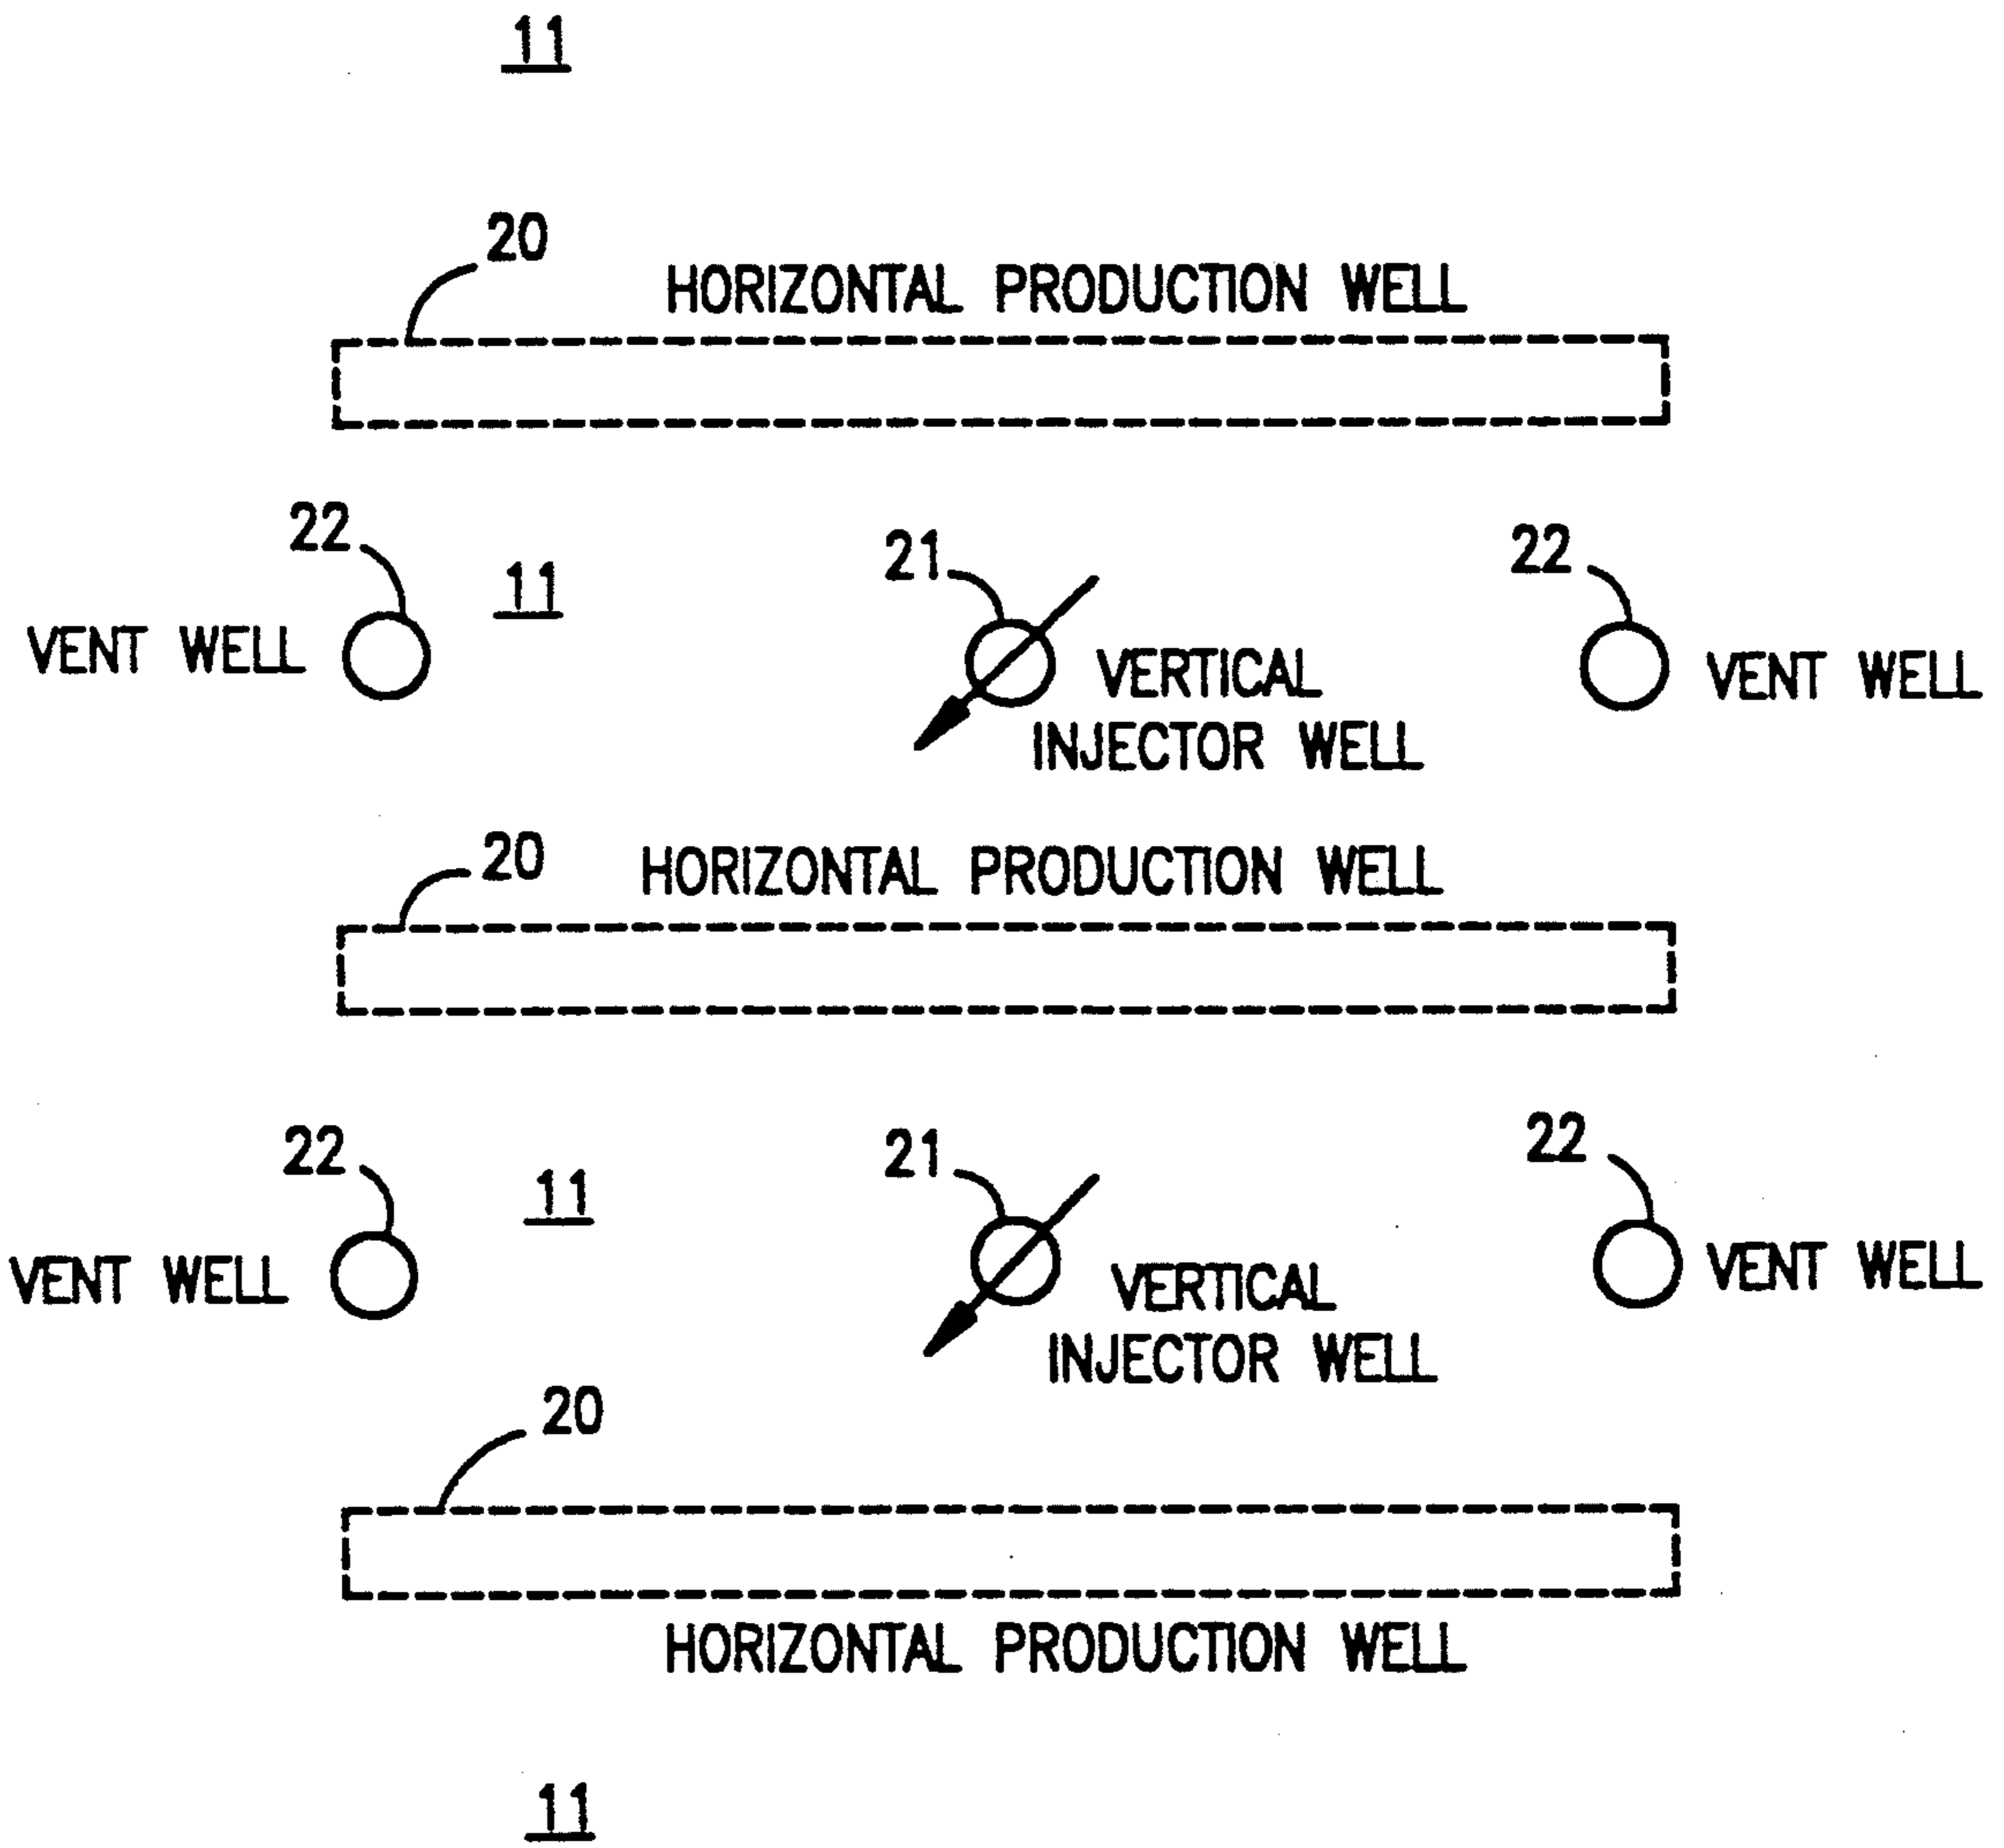 11
20
HORIZONTAL PRODUCTION WELL
22
11
21
22
VENT WELL
VERTICAL
INJECTOR WELL
VENT WELL
20
HORIZONTAL PRODUCTION WELL
22
11
21
22
VENT WELL
VERTICAL
INJECTOR WELL
VENT WELL
20
HORIZONTAL PRODUCTION WELL
11